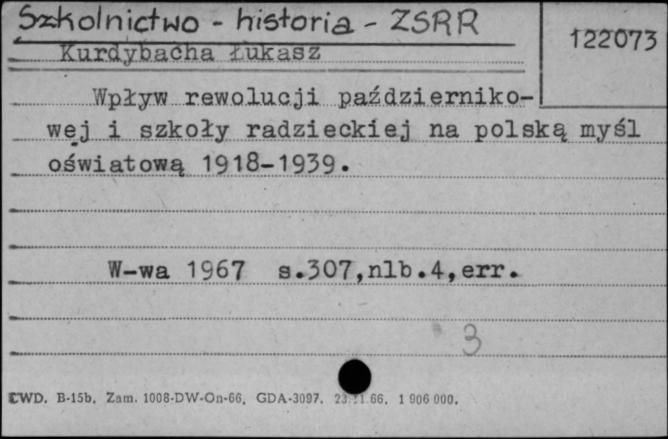 Szkolnictwo - historia - ZSRR
122073
Kurdybacha Łukasz
Wpływ rewolucji październiko-
wej i szkoły radzieckiej na polską myśl
oświatową 1918-1939.
W-wa 1967 s.307,nlb.4,err.
3
CWD. B-15b. Zam. 1008-DW-On-66. GDA-3097. 66. 1 906 000.